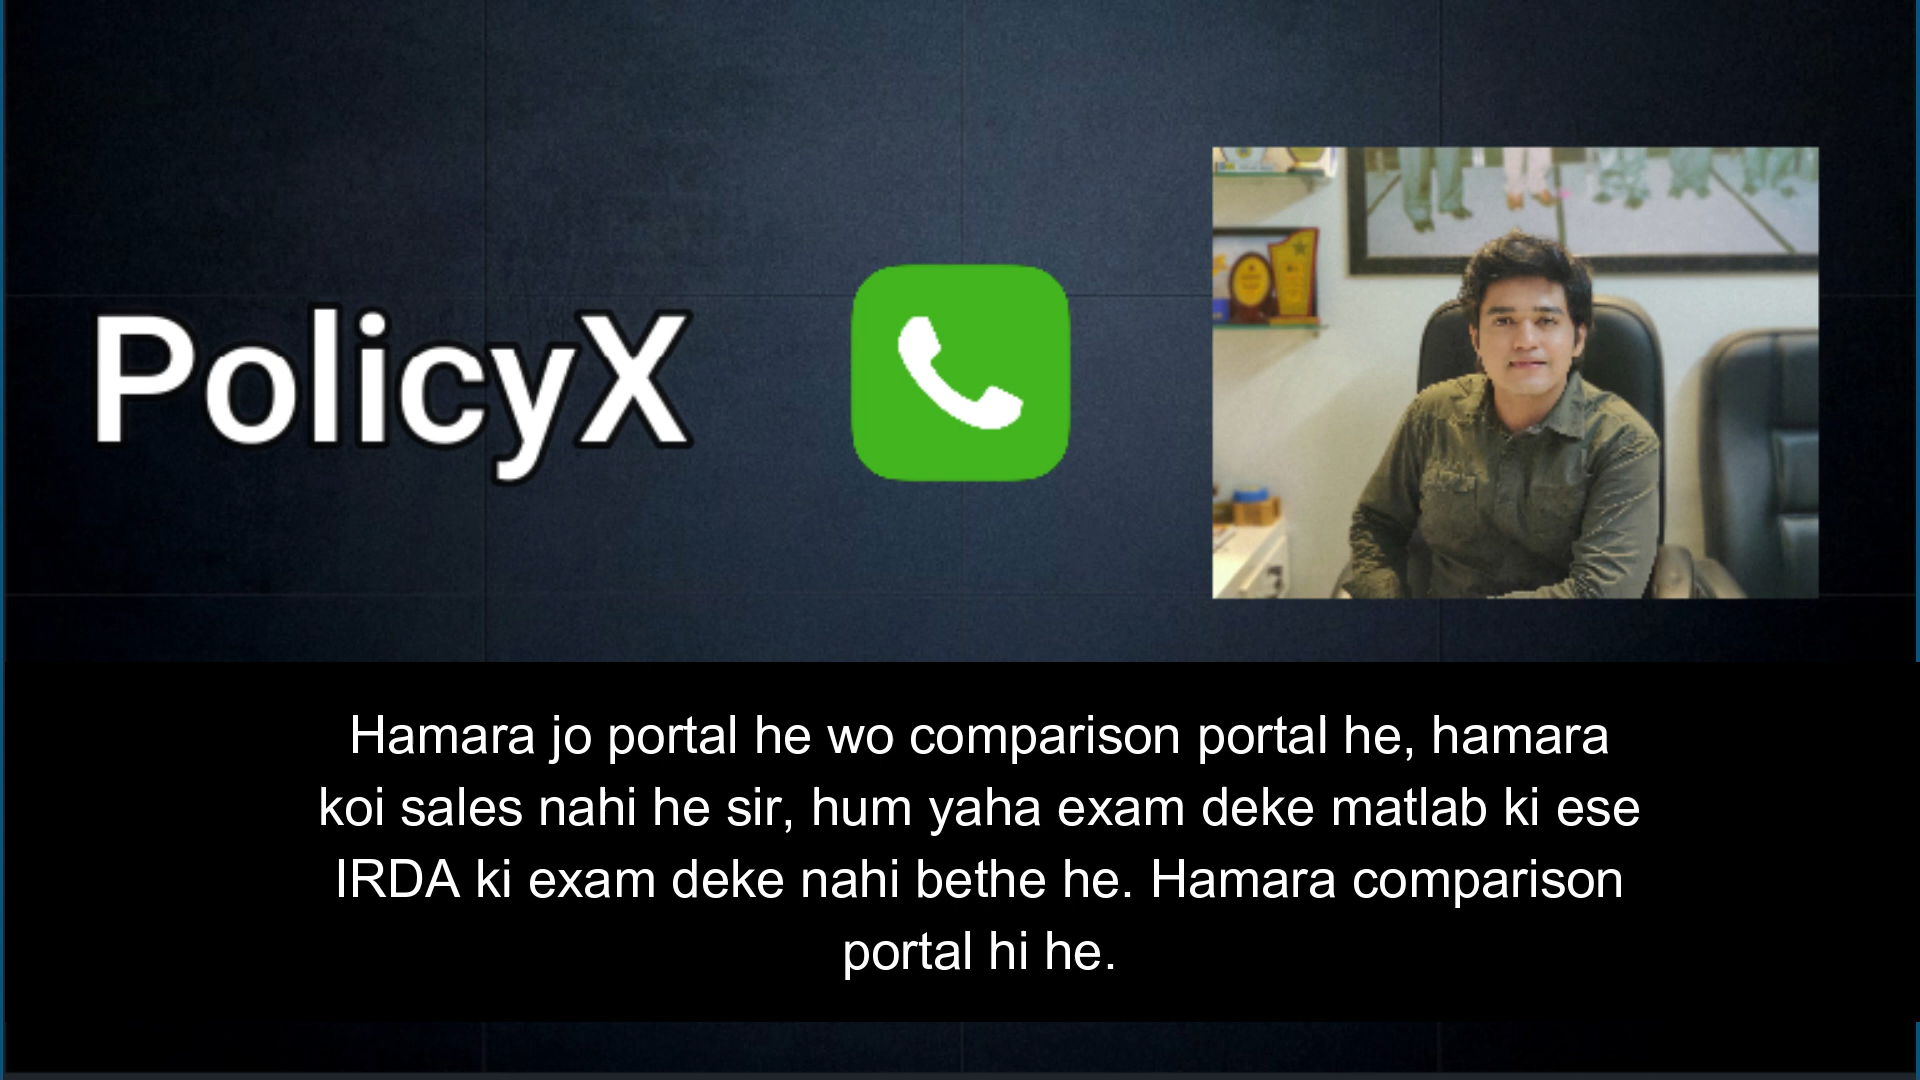 PolicyX
Hamara jo portal he wo comparison portal he, hamara
koi sales nahi he sir, hum yaha exam deke matlab ki ese
IRDA ki exam deke nahi bethe he. Hamara comparison
portal hi he.